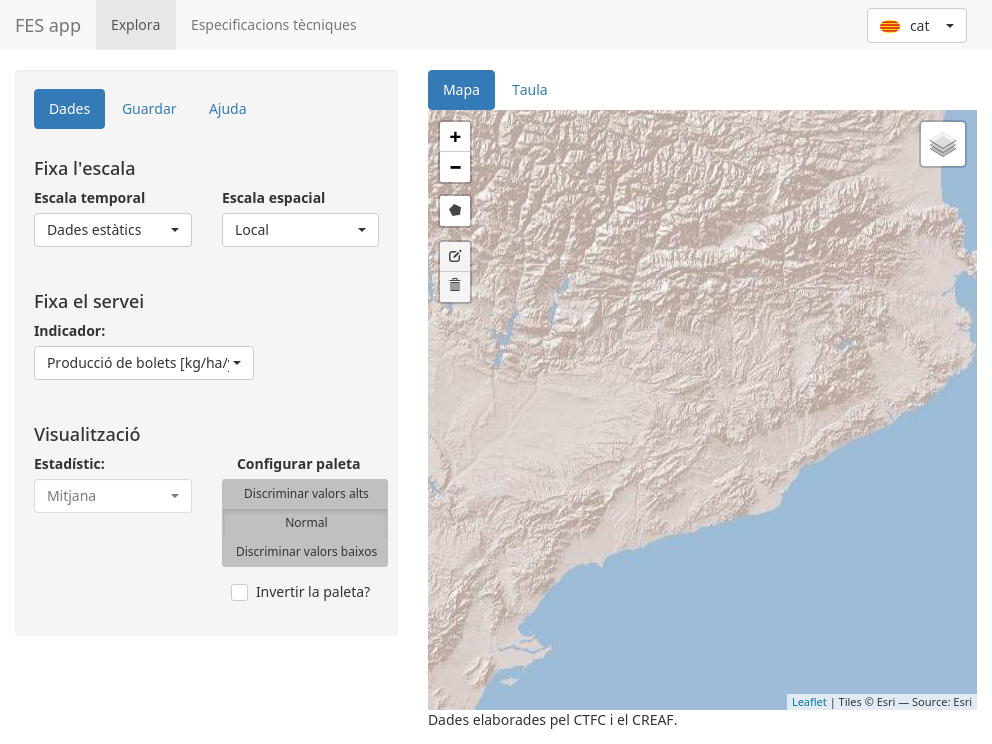 FES app Explora Especificacions tècniques cat
Dades Guardar Ajuda
Fixa l'escala
Escala temporal Escala espacial
Dades estàtics Local
Fixa el servei
Indicador:
Producció de bolets [kg/ha/
Visualització
Estadístic: Configurar paleta
Mitjana
Discriminar valors alts
Normal
Discriminar valors baixos
Invertir la paleta?
Mapa Taula
+
−
Leaflet | Tiles © Esri — Source: Esri
Dades elaborades pel CTFC i el CREAF.